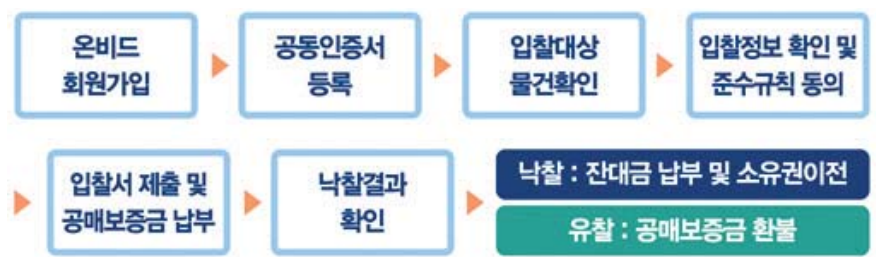 온비드
회원가입
공동인증서
등록
입찰대상
물건확인
입찰정보 확인 및
준수규칙 동의
입찰서 제출 및
공매보증금 납부
낙찰결과
확인
낙찰 : 잔대금 납부 및 소유권이전
유찰 : 공매보증금 환불